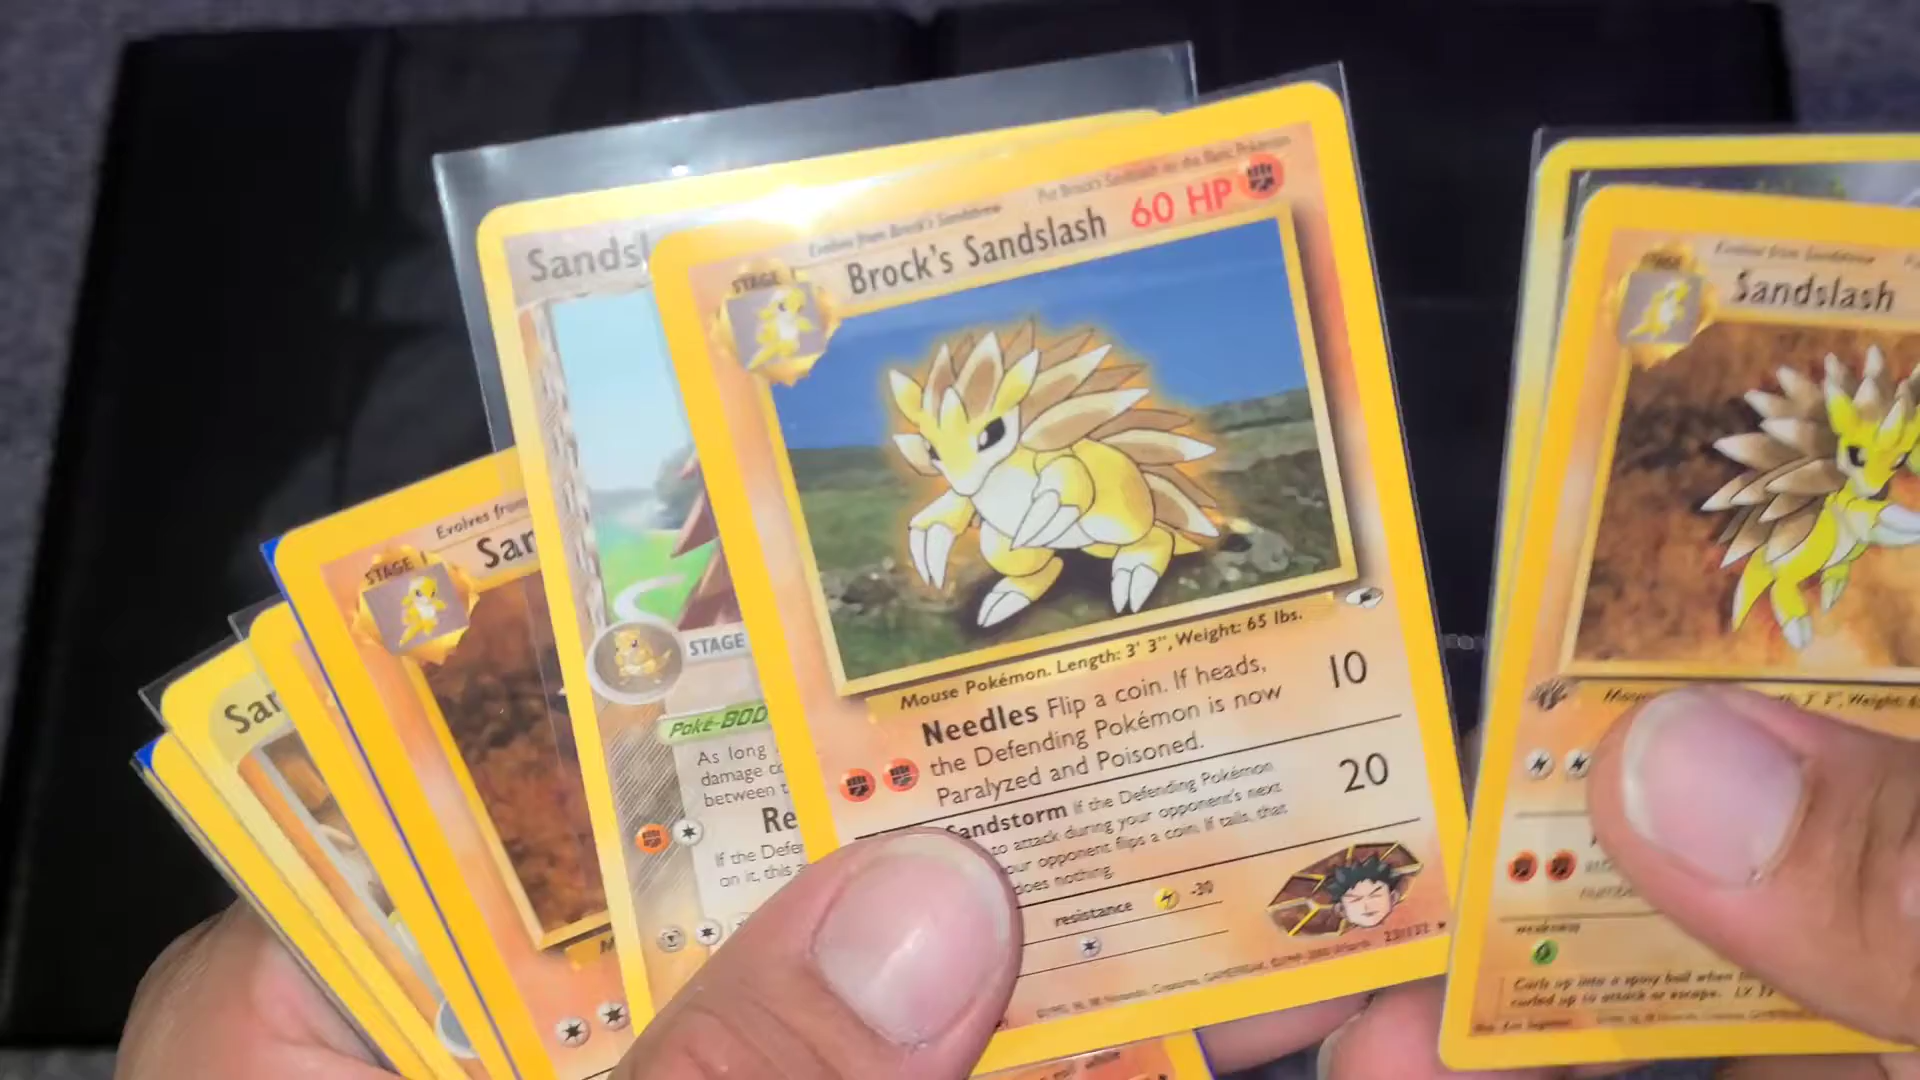 Put Brock's Sandslash on the Basic Pokémon
Evolves from Brock's Sandshrew
STAGE 1
Brock's Sandslash 60 HP
Mouse Pokémon. Length: 3' 3", Weight: 65 lbs.
Needles Flip a coin. If heads,
the Defending Pokémon is now
Paralyzed and Poisoned.
10
Sandstorm If the Defending Pokémon
to attack during your opponent's next
your opponent flips a coin. If tails, that
does nothing.
20
resistance
-30
Sandsl
STAGE
Poké-BOD
As long
damage
between
Re
If the Defe
on it, this
Evolves from
STAGE 1
San
San
M
Evolves from Sandshrew
Sandslash
3' 3", Weight:
weakness
Curls up into a spiny ball when
curled up to attack or escape. LV